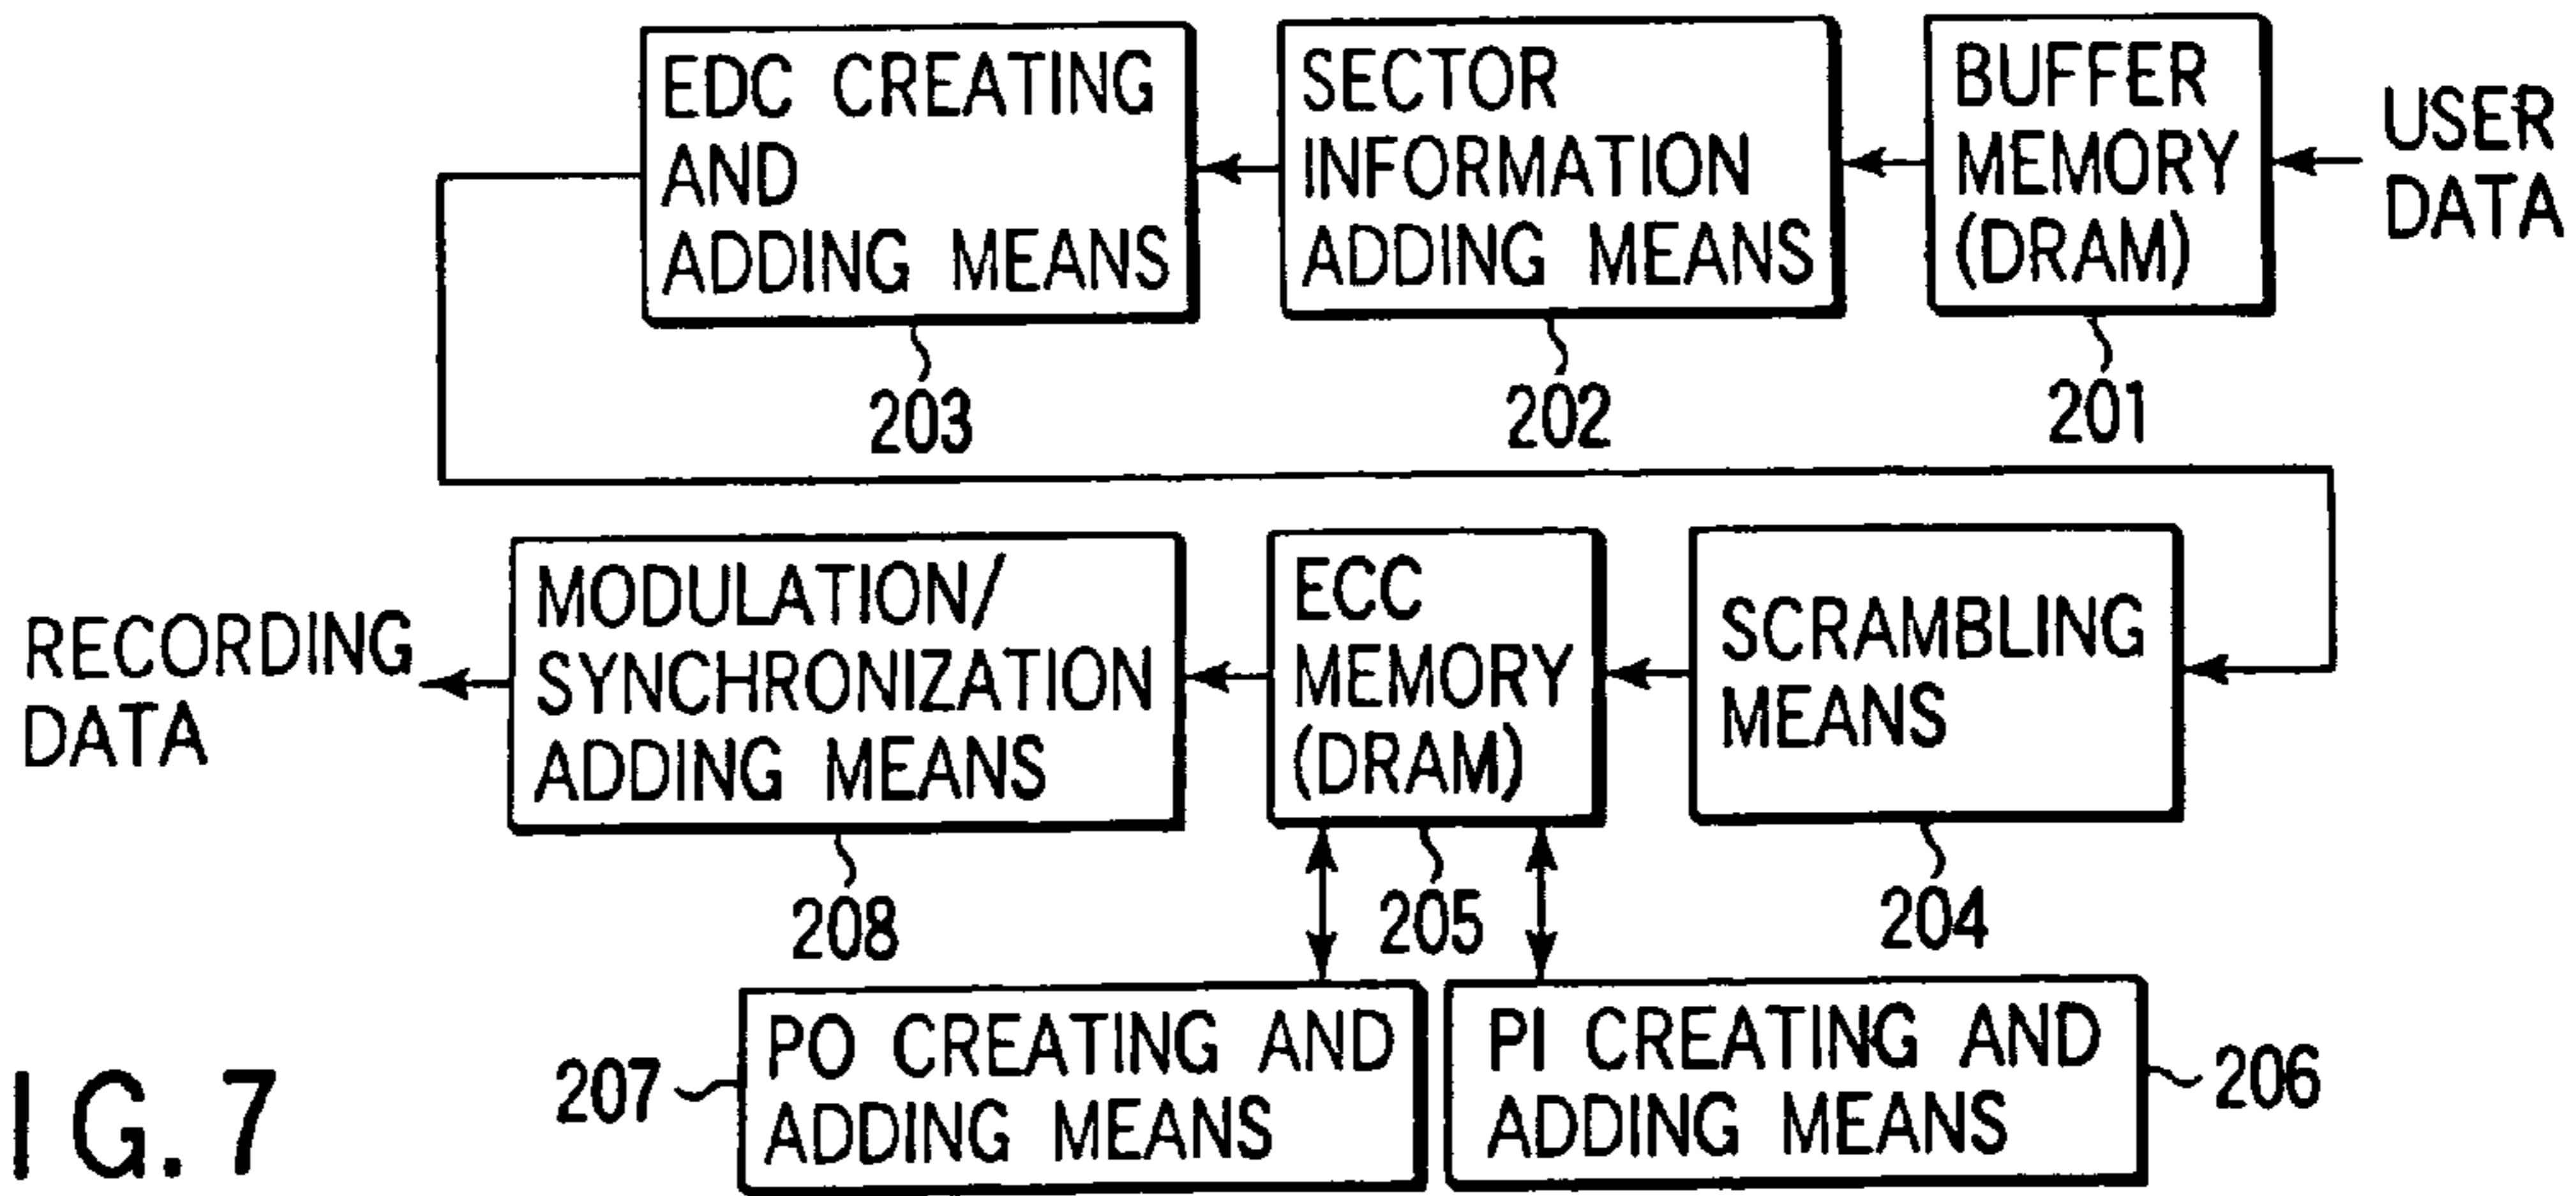 EDC CREATING
AND
ADDING MEANS
203
SECTOR
INFORMATION
ADDING MEANS
202
BUFFER
MEMORY
(DRAM)
201
USER
DATA
RECORDING
DATA
MODULATION/
SYNCHRONIZATION
ADDING MEANS
208
ECC
MEMORY
(DRAM)
205
SCRAMBLING
MEANS
204
207
PO CREATING AND
ADDING MEANS
PI CREATING AND
ADDING MEANS
206
IG. 7